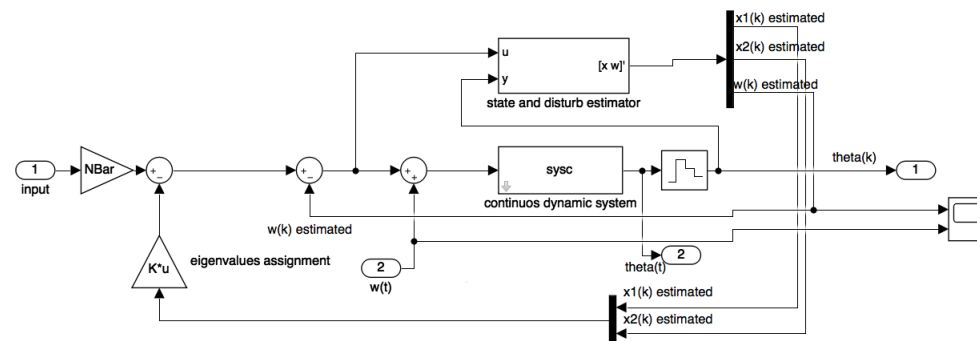 x1(k) estimated
x2(k) estimated
w(k) estimated
u
y
[x w]'
state and disturb estimator
1
input
NBar
+
−
+
−
+
+
sysc
continuos dynamic system
theta(k)
1
w(k) estimated
2
w(t)
theta(t)
2
K*u
eigenvalues assignment
x1(k) estimated
x2(k) estimated